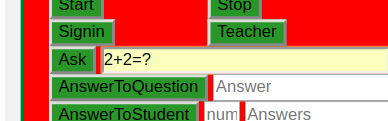 Start Stop
Signin Teacher
Ask 2+2=?
AnswerToQuestion Answer
AnswerToStudent num Answers